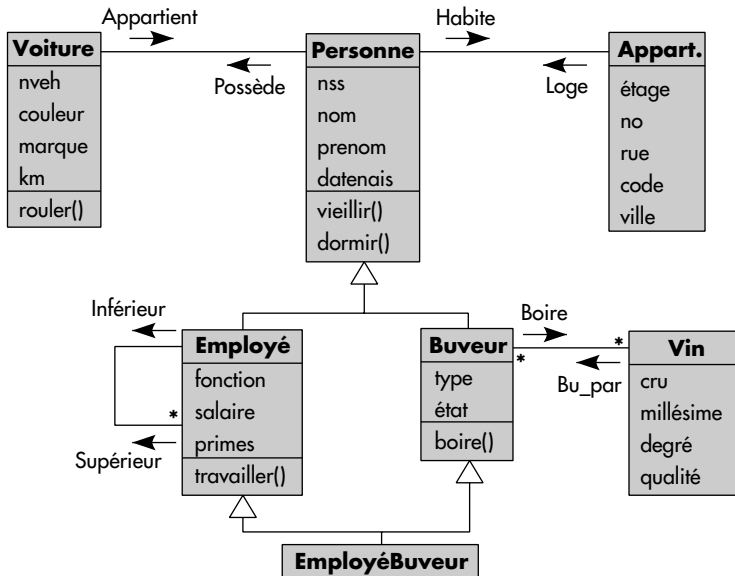 Appartient
Habite
Voiture
nveh
couleur
marque
km
rouler()
Possède
Personne
nss
nom
prenom
datenais
vieillir()
dormir()
Loge
Appart.
étage
no
rue
code
ville
Inférieur
*
Supérieur
Employé
fonction
salaire
primes
travailler()
Buveur
type
état
boire()
Boire
*
*
Bu_par
Vin
cru
millésime
degré
qualité
EmployéBuveur